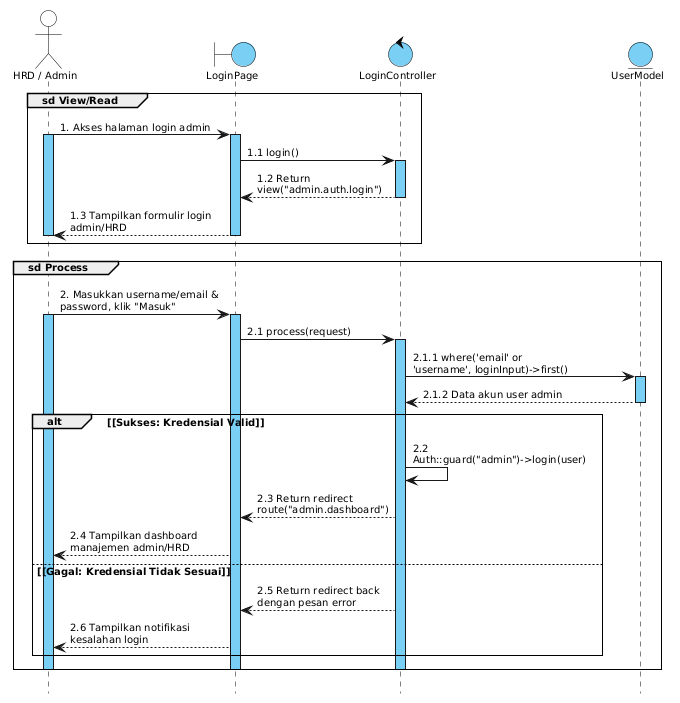 HRD / Admin
LoginPage
LoginController
UserModel
sd View/Read
1. Akses halaman login admin
1.1 login()
1.2 Return
view("admin.auth.login")
1.3 Tampilkan formulir login
admin/HRD
sd Process
2. Masukkan username/email &
password, klik "Masuk"
2.1 process(request)
2.1.1 where('email' or
'username', loginInput)->first()
2.1.2 Data akun user admin
alt
[[Sukses: Kredensial Valid]]
2.2
Auth::guard("admin")->login(user)
2.3 Return redirect
route("admin.dashboard")
2.4 Tampilkan dashboard
manajemen admin/HRD
[[Gagal: Kredensial Tidak Sesuai]]
2.5 Return redirect back
dengan pesan error
2.6 Tampilkan notifikasi
kesalahan login